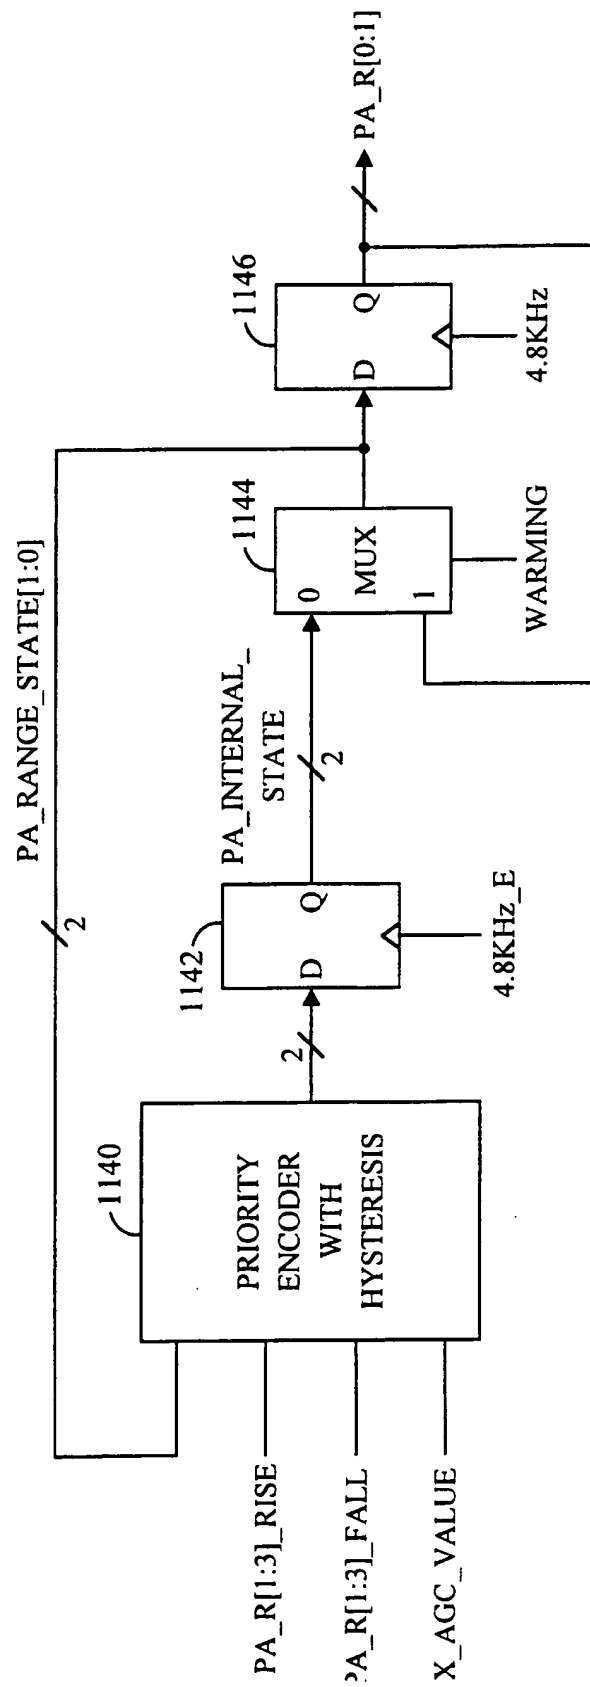 PA_RANGE_STATE[1:0]
2
1140
PRIORITY
ENCODER
WITH
HYSTERESIS
PA_R[1:3]_RISE
PA_R[1:3]_FALL
X_AGC_VALUE
2
1142
D
Q
4.8KHz_E
PA_INTERNAL_
STATE
2
1144
0
MUX
1
WARMING
1146
D
Q
4.8KHz
PA_R[0:1]